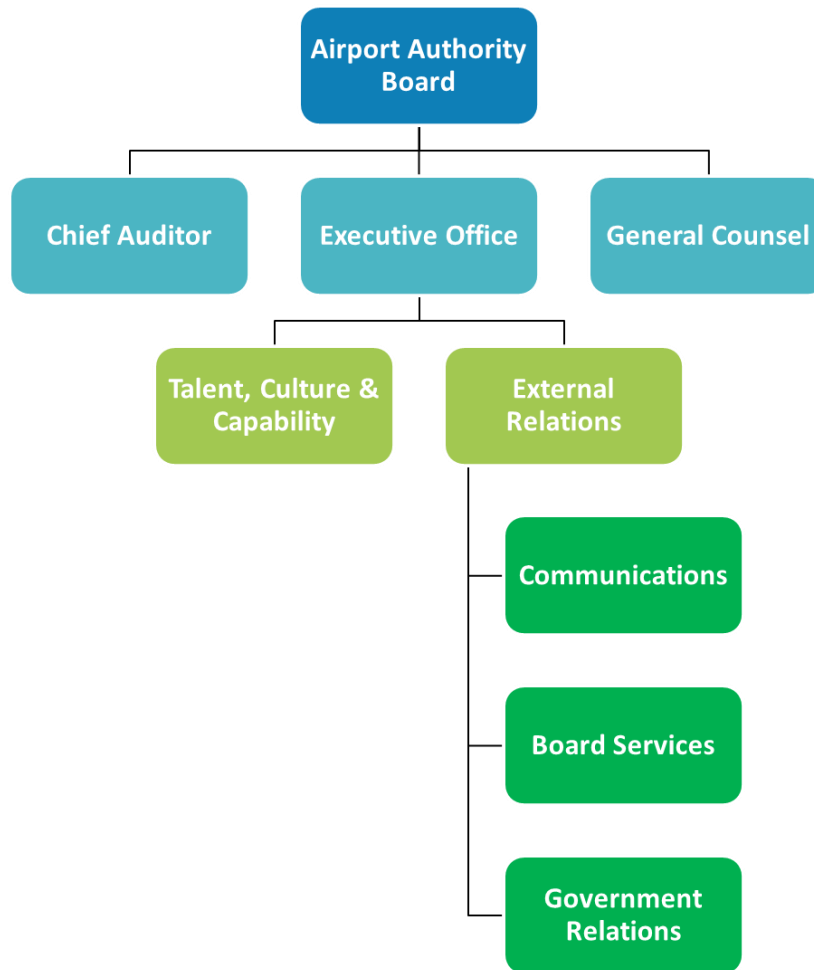 Airport Authority
Board
Chief Auditor
Executive Office
General Counsel
Talent, Culture &
Capability
External
Relations
Communications
Board Services
Government
Relations